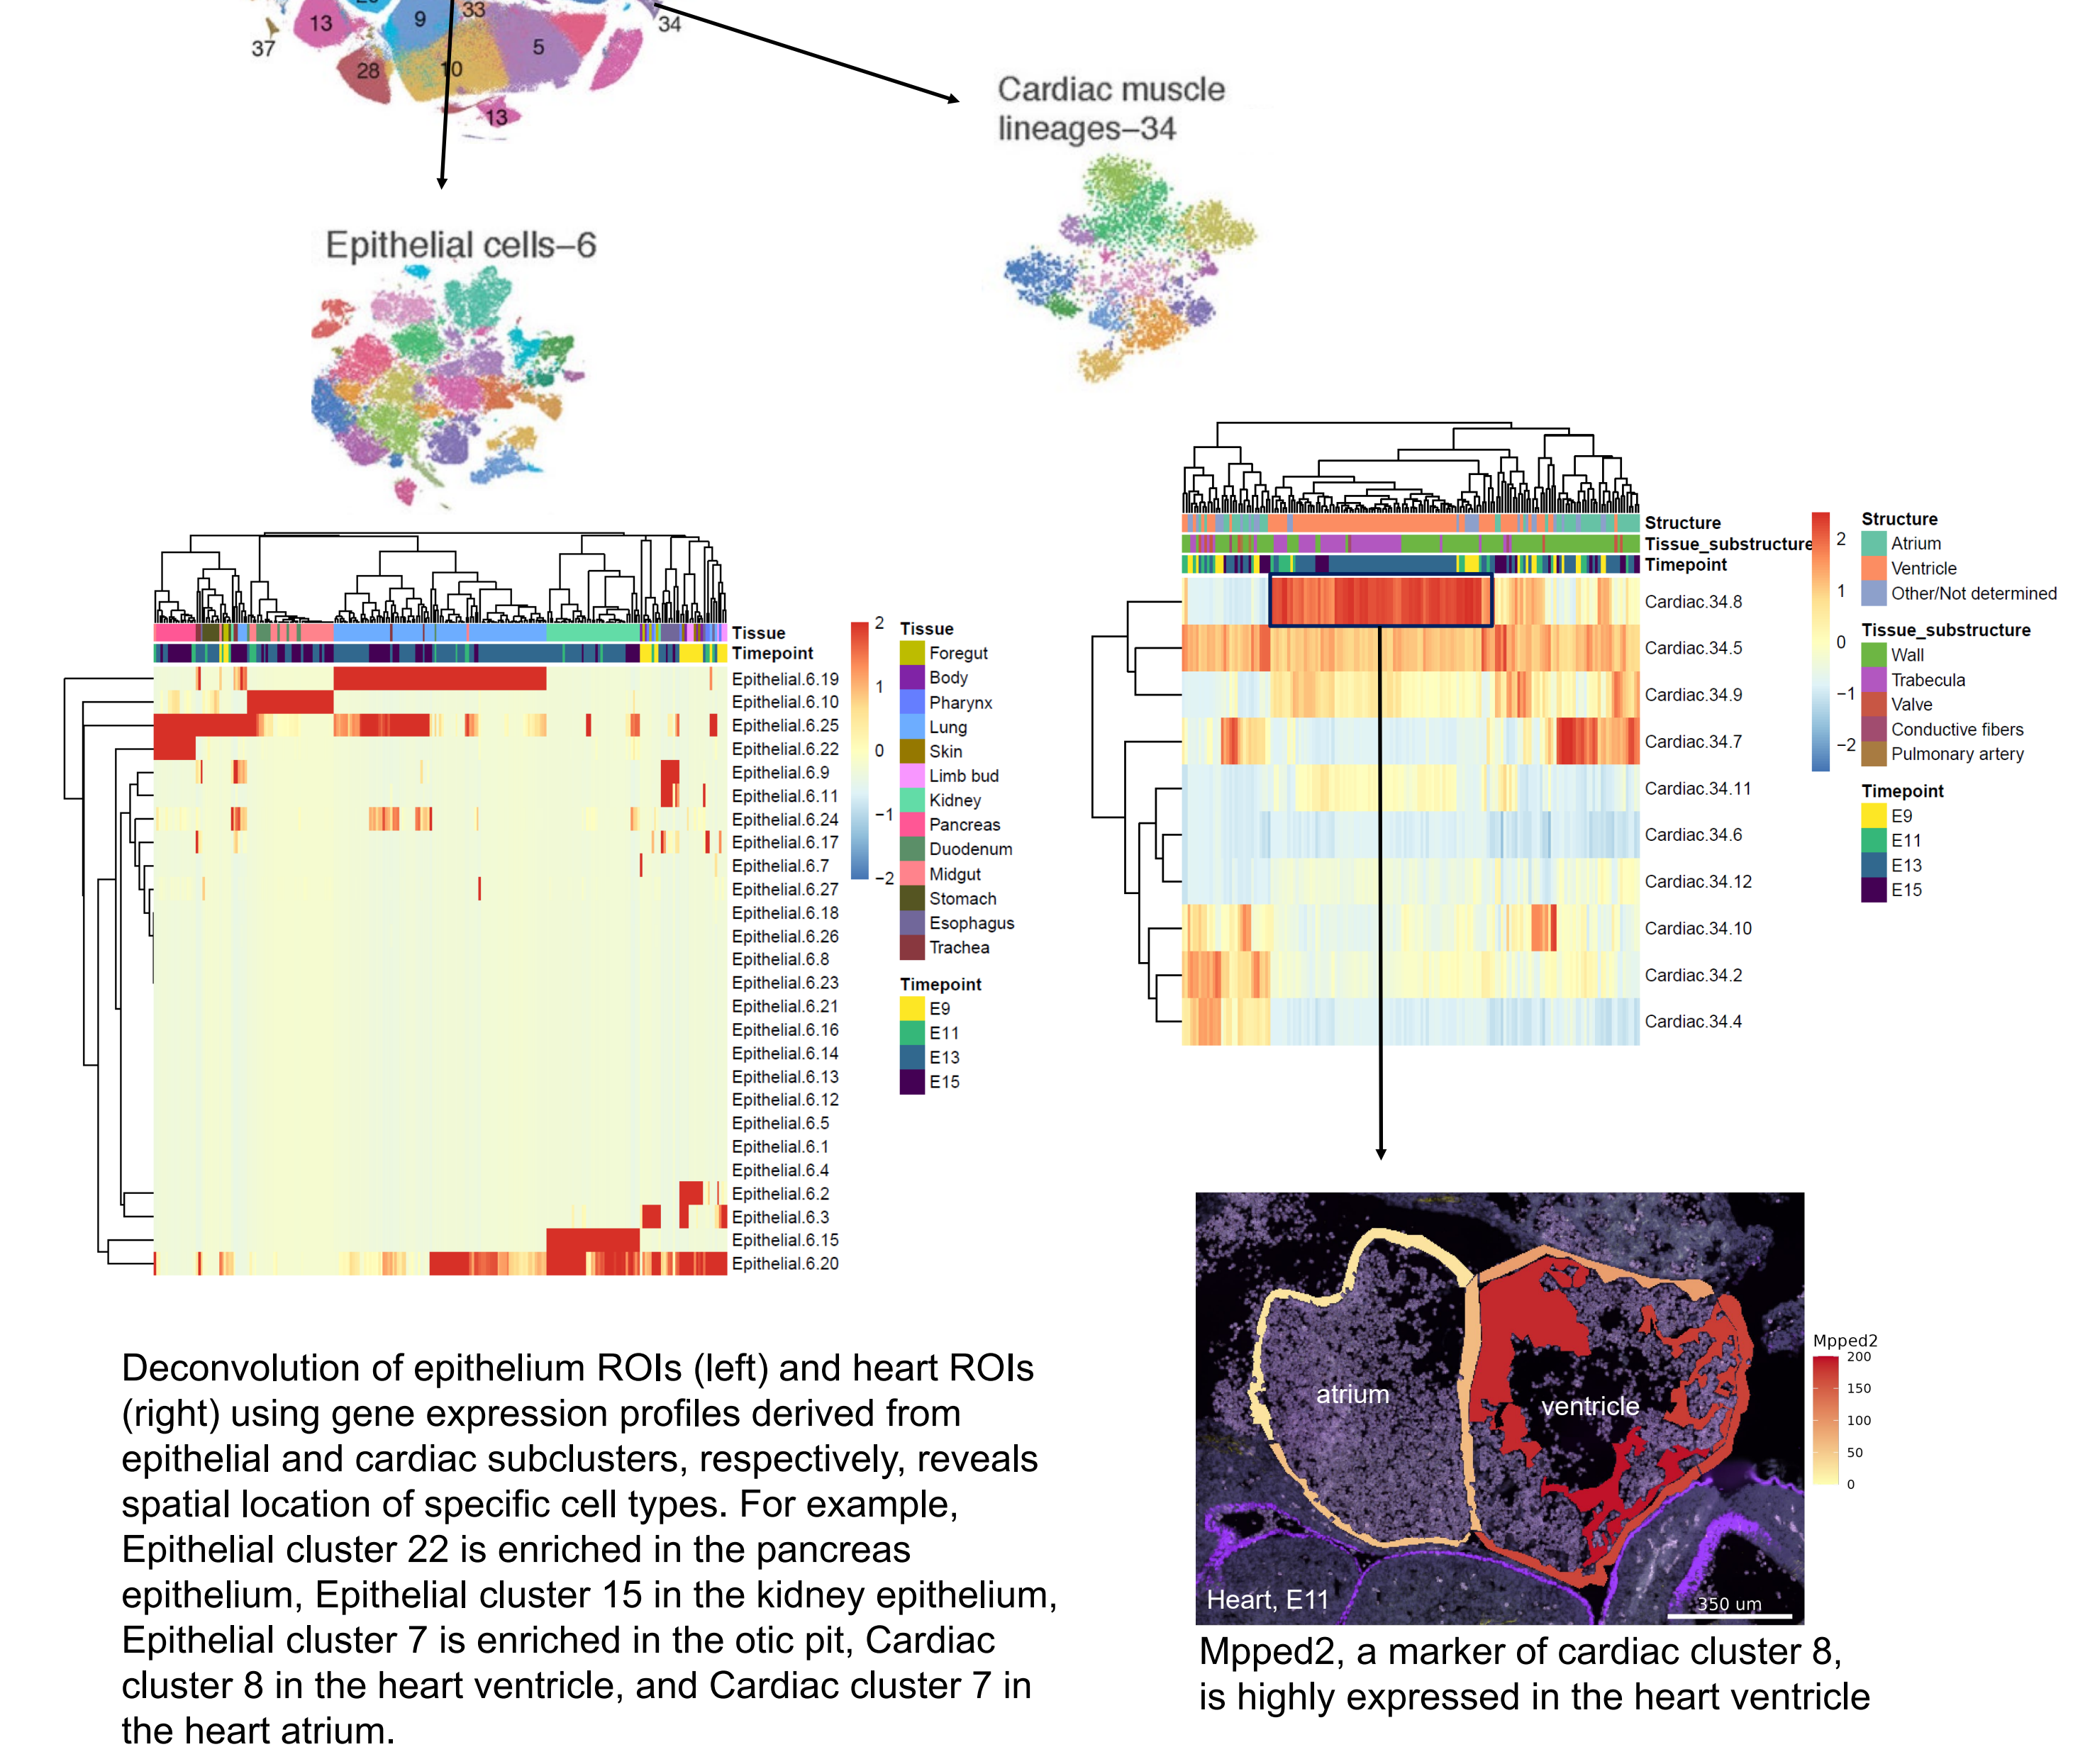 33
34
13
9
37
5
28
10
13
Cardiac muscle
lineages–34
Epithelial cells–6
Tissue
Timepoint
Epithelial.6.19
Epithelial.6.10
Epithelial.6.25
Epithelial.6.22
Epithelial.6.9
Epithelial.6.11
Epithelial.6.24
Epithelial.6.17
Epithelial.6.7
Epithelial.6.27
Epithelial.6.18
Epithelial.6.26
Epithelial.6.8
Epithelial.6.23
Epithelial.6.21
Epithelial.6.16
Epithelial.6.14
Epithelial.6.13
Epithelial.6.12
Epithelial.6.5
Epithelial.6.1
Epithelial.6.4
Epithelial.6.2
Epithelial.6.3
Epithelial.6.15
Epithelial.6.20
2
1
0
−1
−2
Tissue
Foregut
Body
Pharynx
Lung
Skin
Limb bud
Kidney
Pancreas
Duodenum
Midgut
Stomach
Esophagus
Trachea
Timepoint
E9
E11
E13
E15
Structure
Tissue_substructure
Timepoint
Cardiac.34.8
Cardiac.34.5
Cardiac.34.9
Cardiac.34.7
Cardiac.34.11
Cardiac.34.6
Cardiac.34.12
Cardiac.34.10
Cardiac.34.2
Cardiac.34.4
2
1
0
−1
−2
Structure
Atrium
Ventricle
Other/Not determined
Tissue_substructure
Wall
Trabecula
Valve
Conductive fibers
Pulmonary artery
Timepoint
E9
E11
E13
E15
Deconvolution of epithelium ROIs (left) and heart ROIs
(right) using gene expression profiles derived from
epithelial and cardiac subclusters, respectively, reveals
spatial location of specific cell types. For example,
Epithelial cluster 22 is enriched in the pancreas
epithelium, Epithelial cluster 15 in the kidney epithelium,
Epithelial cluster 7 is enriched in the otic pit, Cardiac
cluster 8 in the heart ventricle, and Cardiac cluster 7 in
the heart atrium.
atrium
ventricle
Heart, E11
350 um
Mpped2
200
150
100
50
0
Mpped2, a marker of cardiac cluster 8,
is highly expressed in the heart ventricle